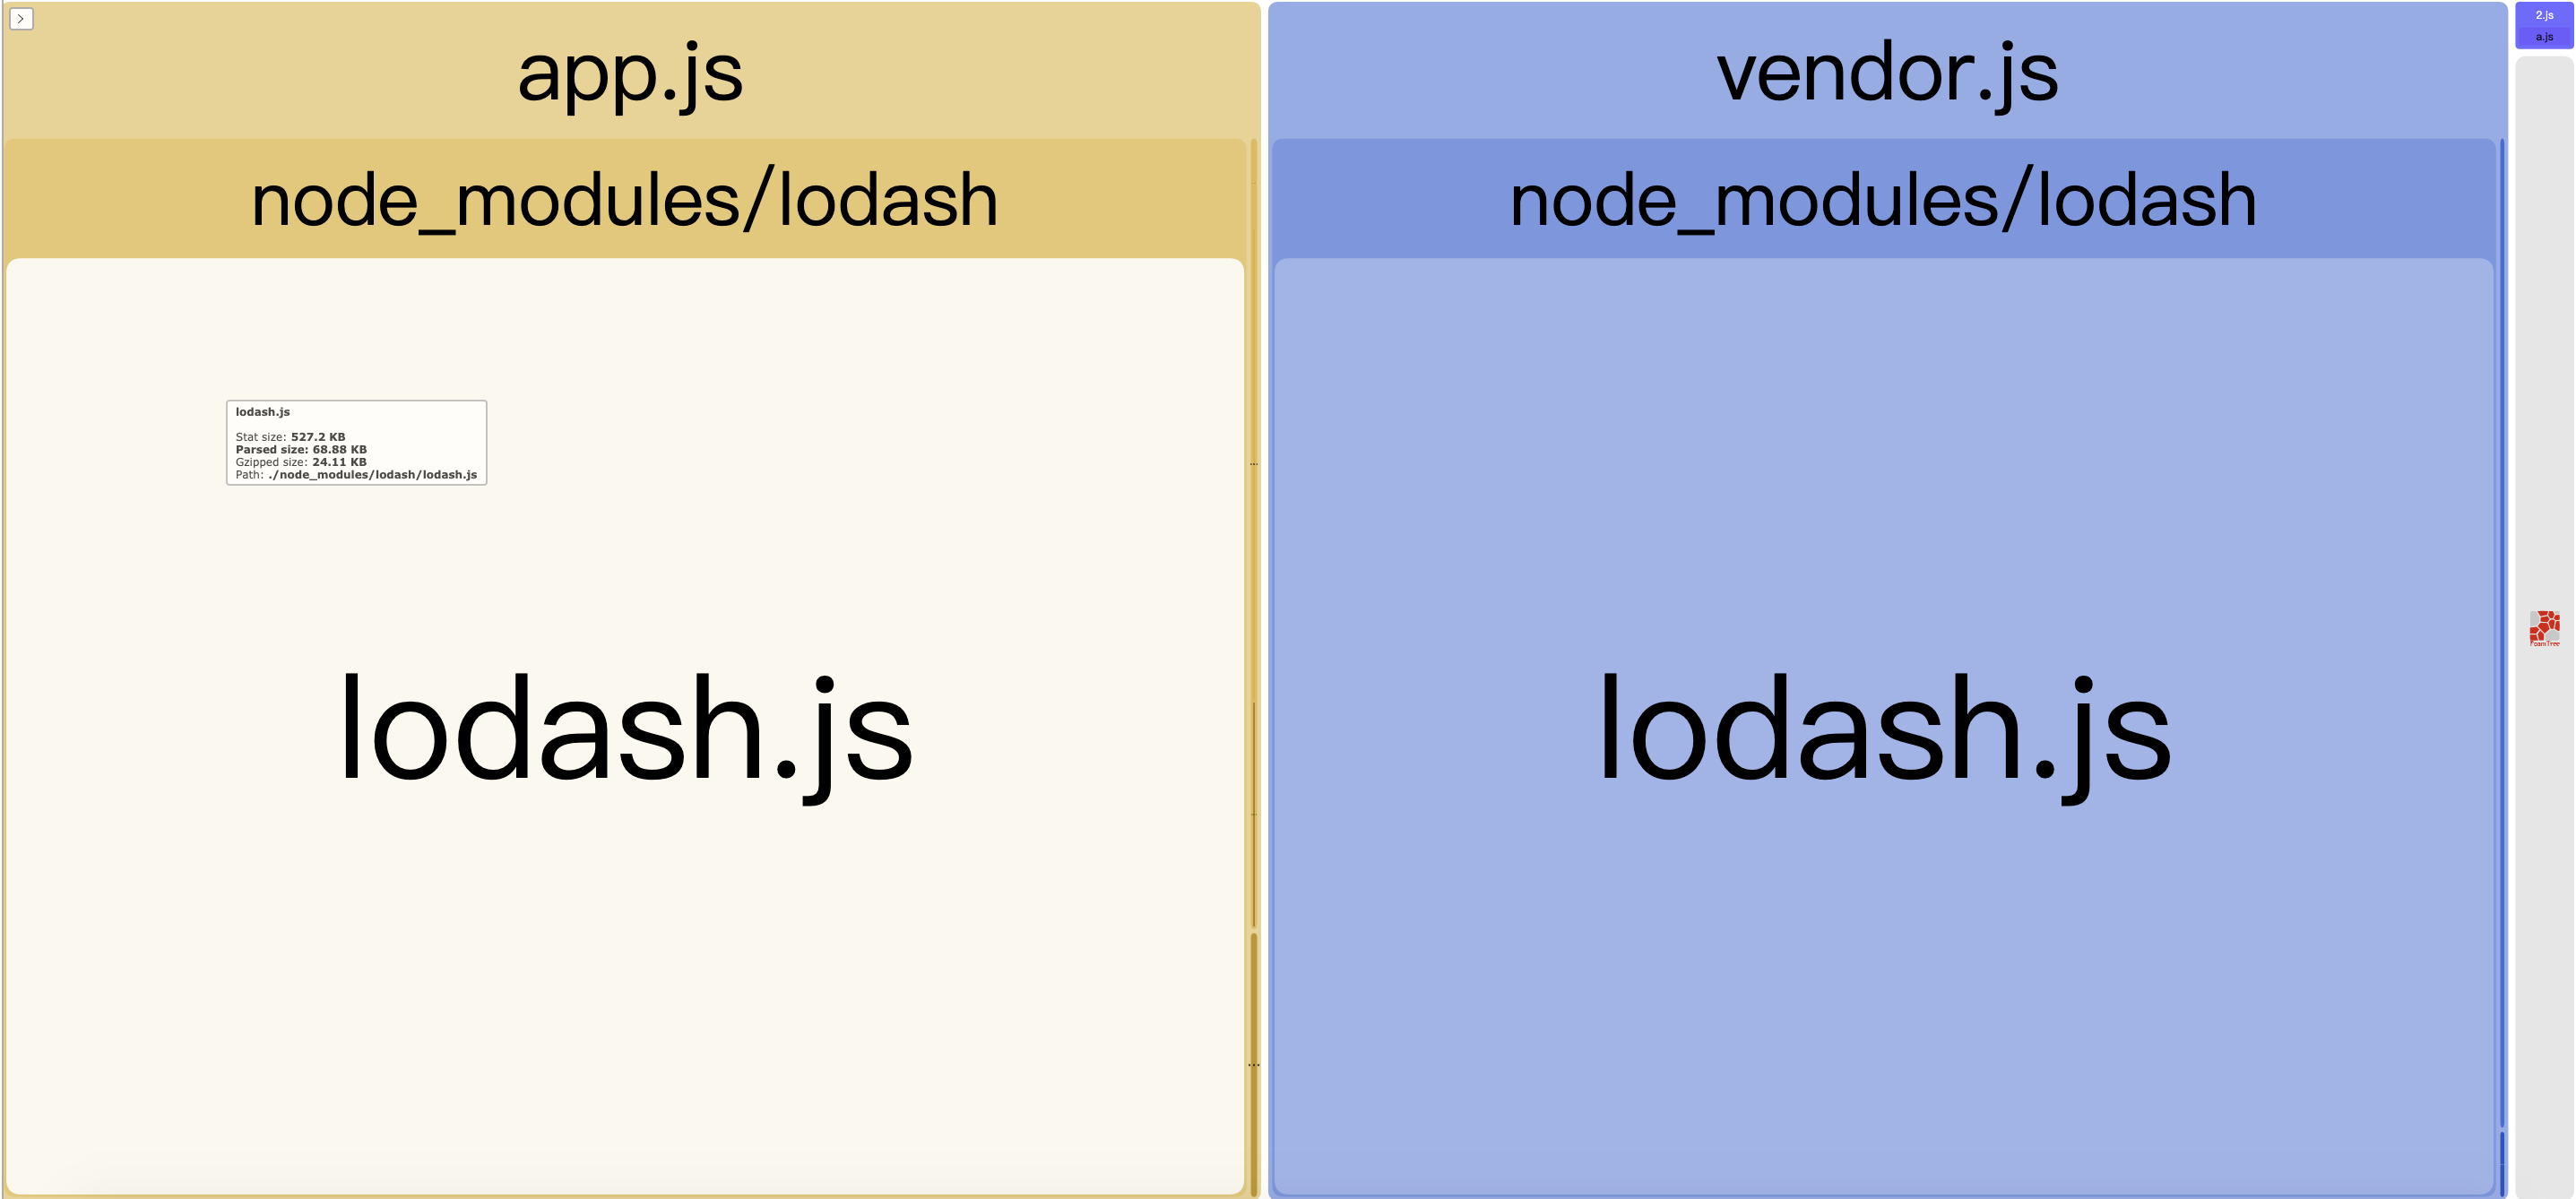 app.js
node_modules/lodash
lodash.js
Stat size: 527.2 KB
Parsed size: 68.88 KB
Gzipped size: 24.11 KB
Path: ./node_modules/lodash/lodash.js
lodash.js
vendor.js
node_modules/lodash
lodash.js
2.js
a.js
FoamTree